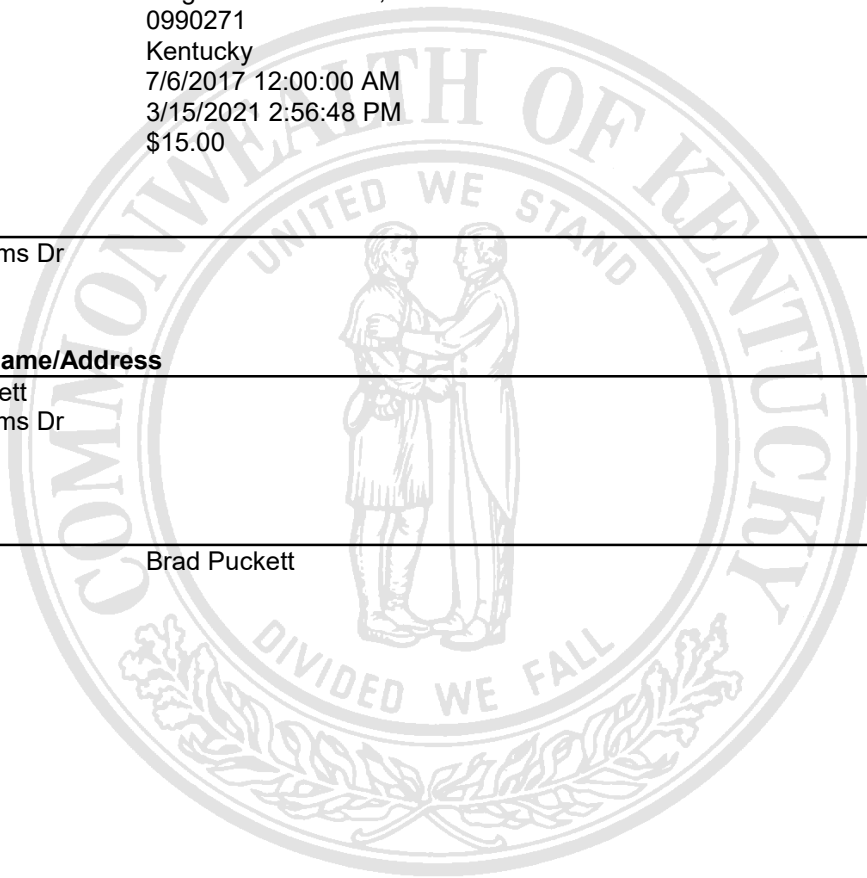 0990271
Kentucky
7/6/2017 12:00:00 AM
3/15/2021 2:56:48 PM
$15.00
COMMONWEALTH OF KENTUCKY
UNITED WE STAND
ms Dr
ame/Address
ett
ms Dr
Brad Puckett
DIVIDED WE FALL